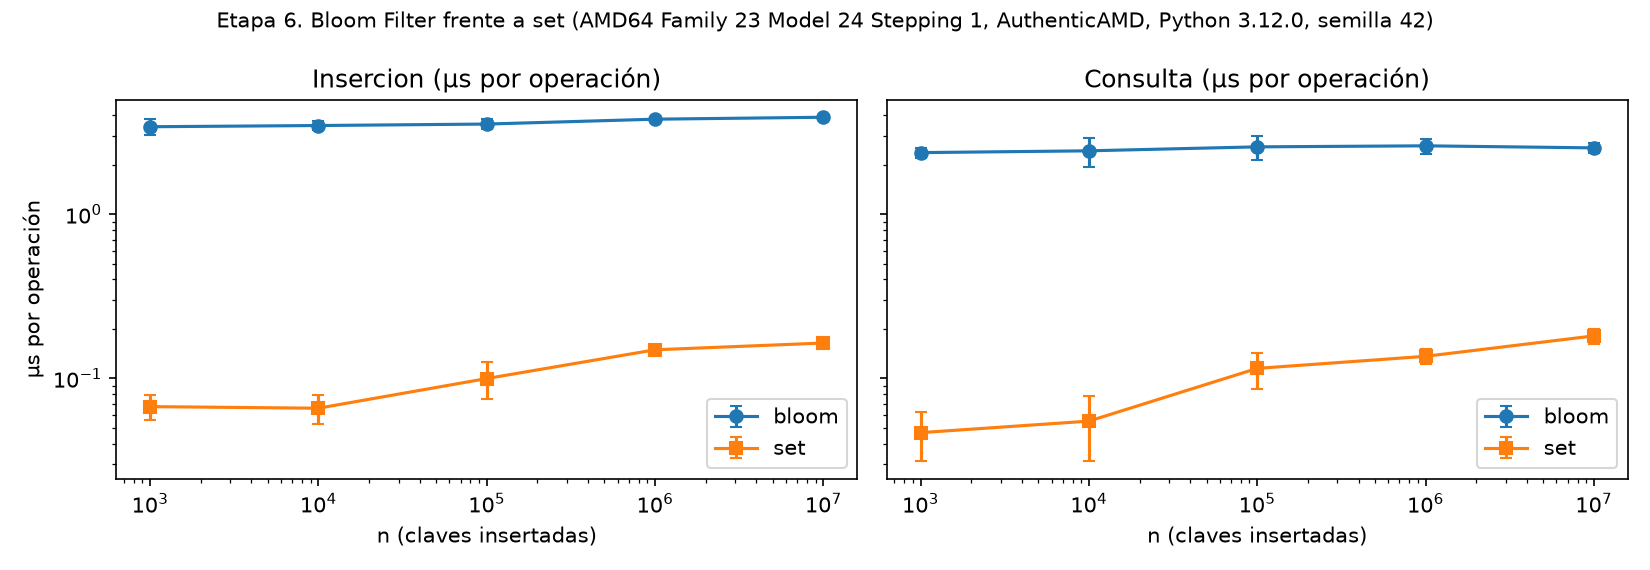 Etapa 6. Bloom Filter frente a set (AMD64 Family 23 Model 24 Stepping 1, AuthenticAMD, Python 3.12.0, semilla 42)
Insercion (µs por operación)
µs por operación
10⁰
10⁻¹
bloom
set
10³ 10⁴ 10⁵ 10⁶ 10⁷
n (claves insertadas)
Consulta (µs por operación)
bloom
set
10³ 10⁴ 10⁵ 10⁶ 10⁷
n (claves insertadas)